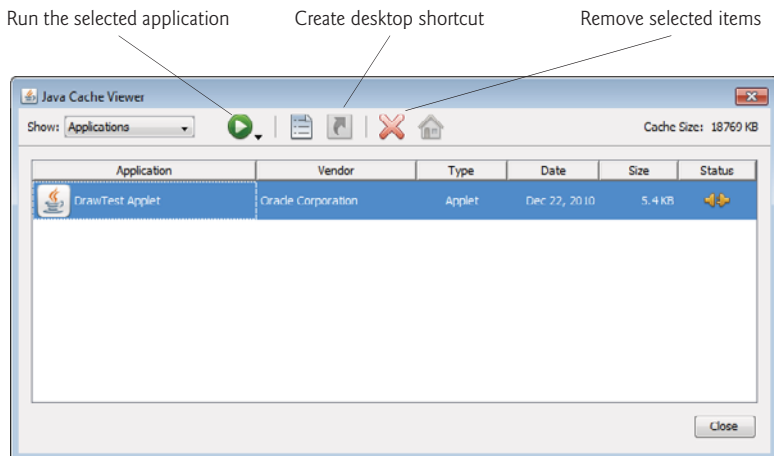 Run the selected application Create desktop shortcut Remove selected items
Java Cache Viewer
Show: Applications Cache Size: 18769 KB
Application Vendor Type Date Size Status
DrawTest Applet Oracle Corporation Applet Dec 22, 2010 5.4 KB
Close